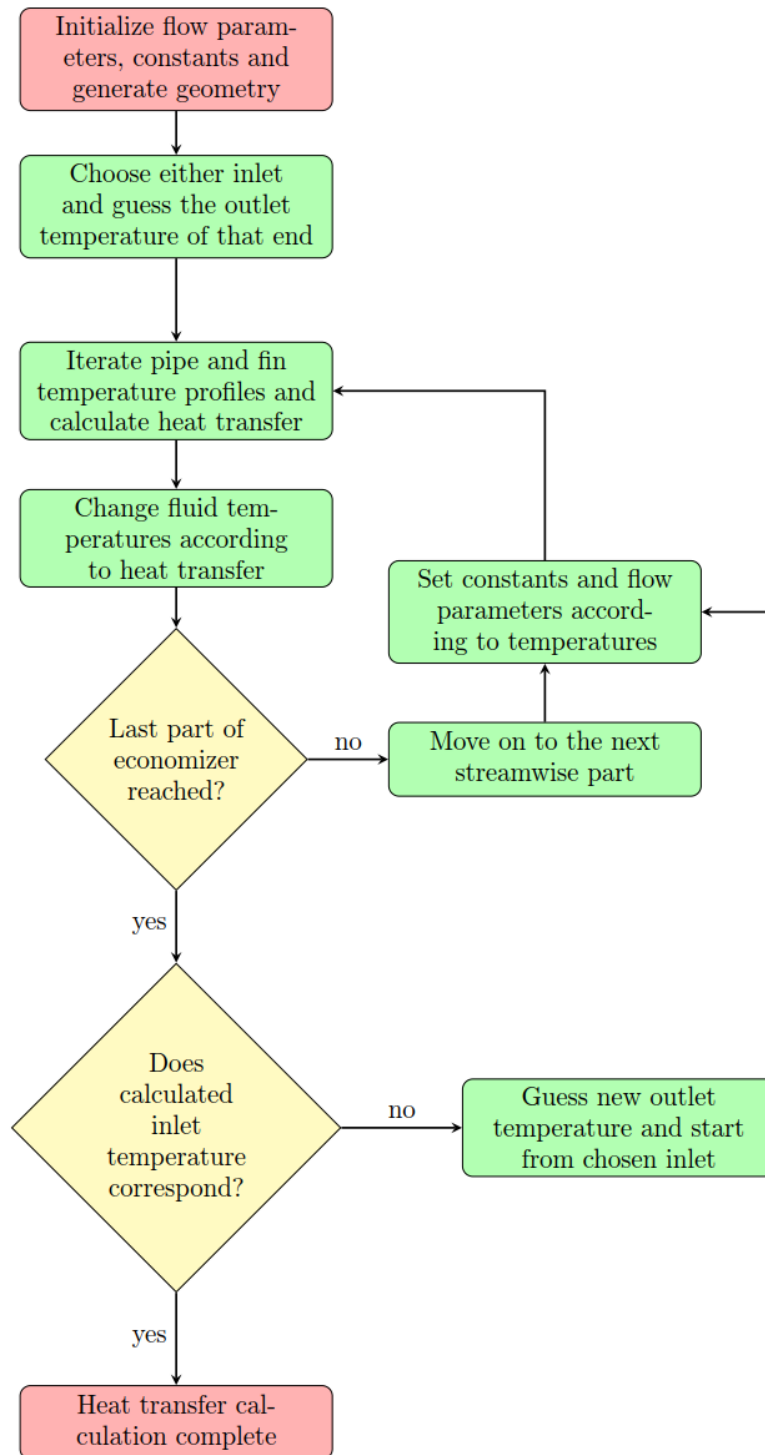 Initialize flow param-
eters, constants and
generate geometry
Choose either inlet
and guess the outlet
temperature of that end
Iterate pipe and fin
temperature profiles and
calculate heat transfer
Change fluid tem-
peratures according
to heat transfer
Set constants and flow
parameters accord-
ing to temperatures
Last part of
economizer
reached?
no
Move on to the next
streamwise part
yes
Does
calculated
inlet
temperature
correspond?
no
Guess new outlet
temperature and start
from chosen inlet
yes
Heat transfer cal-
culation complete